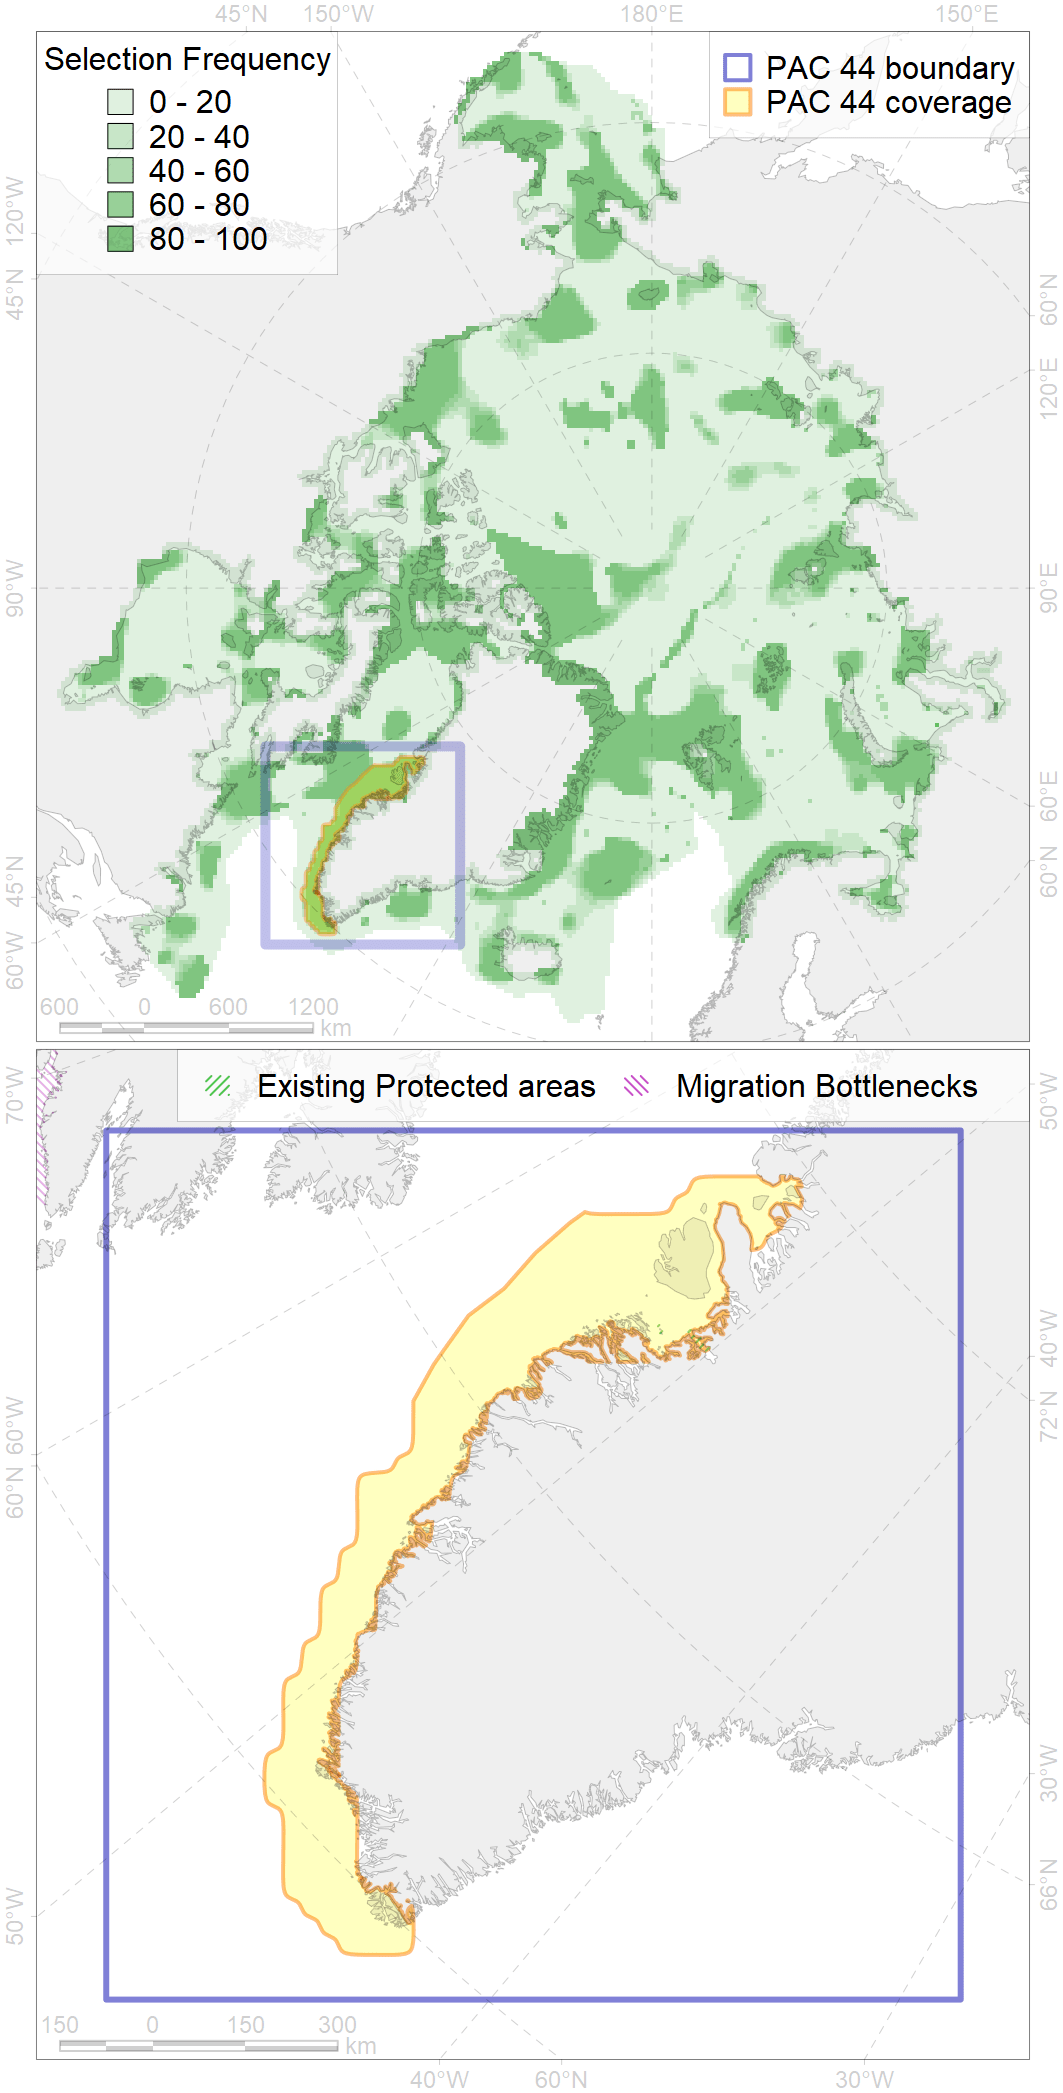 45°N 150°W 180°E 150°E
Selection Frequency
0 - 20
20 - 40
40 - 60
60 - 80
80 - 100
PAC 44 boundary
PAC 44 coverage
120°W
45°N
90°W
45°N
60°W
60°N
120°E
90°E
60°E
60°N
600 0 600 1200 km
Existing Protected areas Migration Bottlenecks
70°W
60°W
60°N
50°W
50°W
40°W
72°N
30°W
66°N
150 0 150 300 km
40°W 60°N 30°W